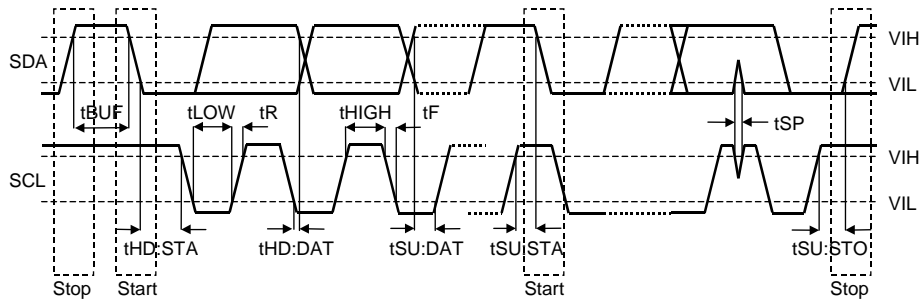 VIH
SDA
VIL
tBUF tLOW tR tHIGH tF tSP
VIH
SCL
VIL
tHD:STA tHD:DAT tSU:DAT tSU:STA tSU:STO
Stop Start Start Stop